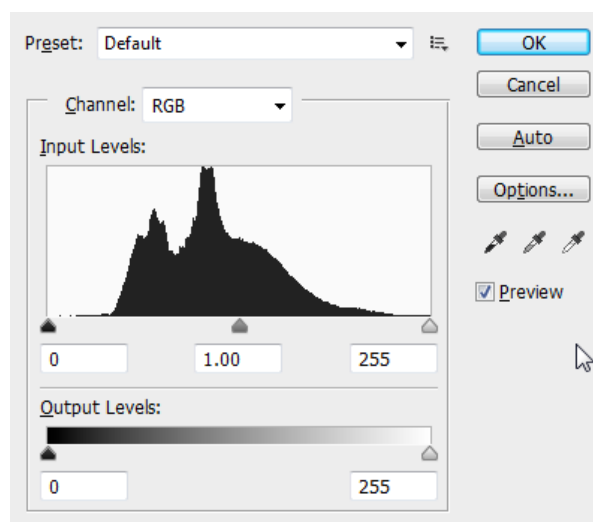 Preset: Default
OK
Cancel
Channel: RGB
Auto
Input Levels:
Options...
Preview
0 1.00 255
Output Levels:
0 255